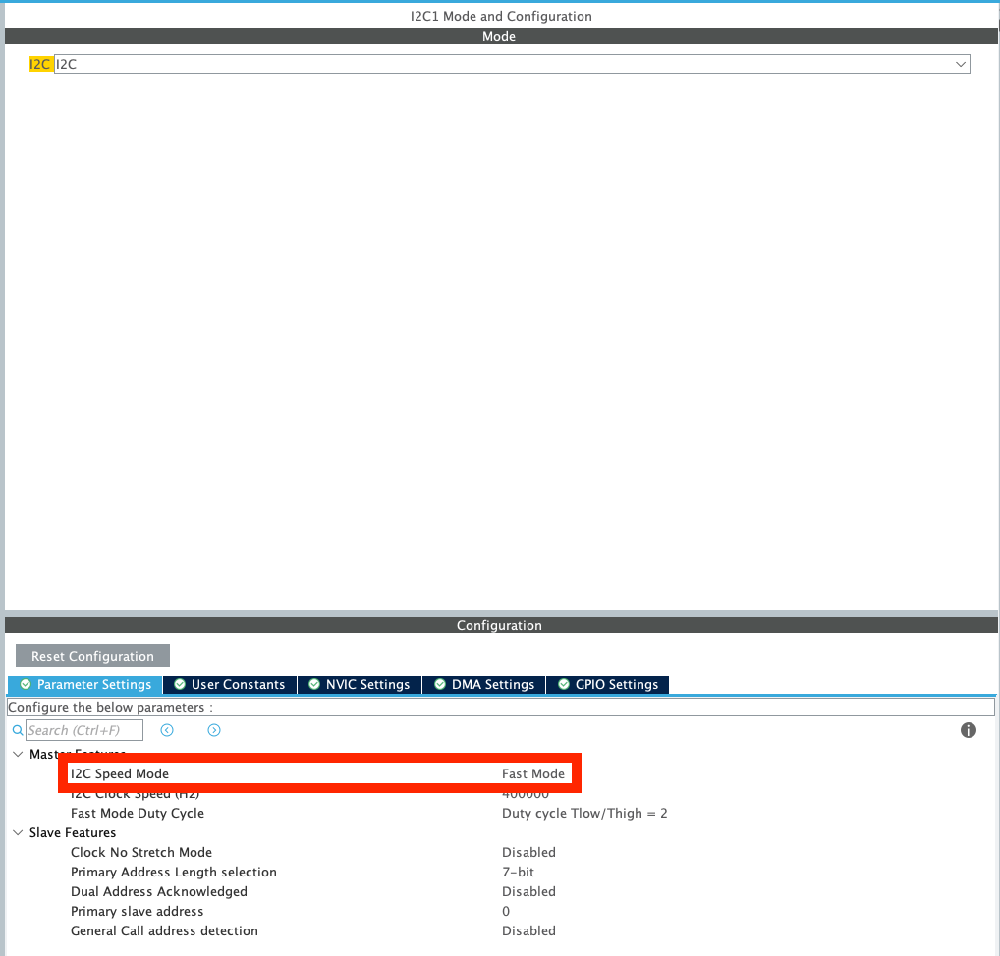 I2C1 Mode and Configuration
Mode
I2C I2C
Configuration
Reset Configuration
Parameter Settings User Constants NVIC Settings DMA Settings GPIO Settings
Configure the below parameters :
Search (Ctrl+F)
Master Features
I2C Speed Mode Fast Mode
I2C Clock Speed (Hz) 400000
Fast Mode Duty Cycle Duty cycle Tlow/Thigh = 2
Slave Features
Clock No Stretch Mode Disabled
Primary Address Length selection 7-bit
Dual Address Acknowledged Disabled
Primary slave address 0
General Call address detection Disabled